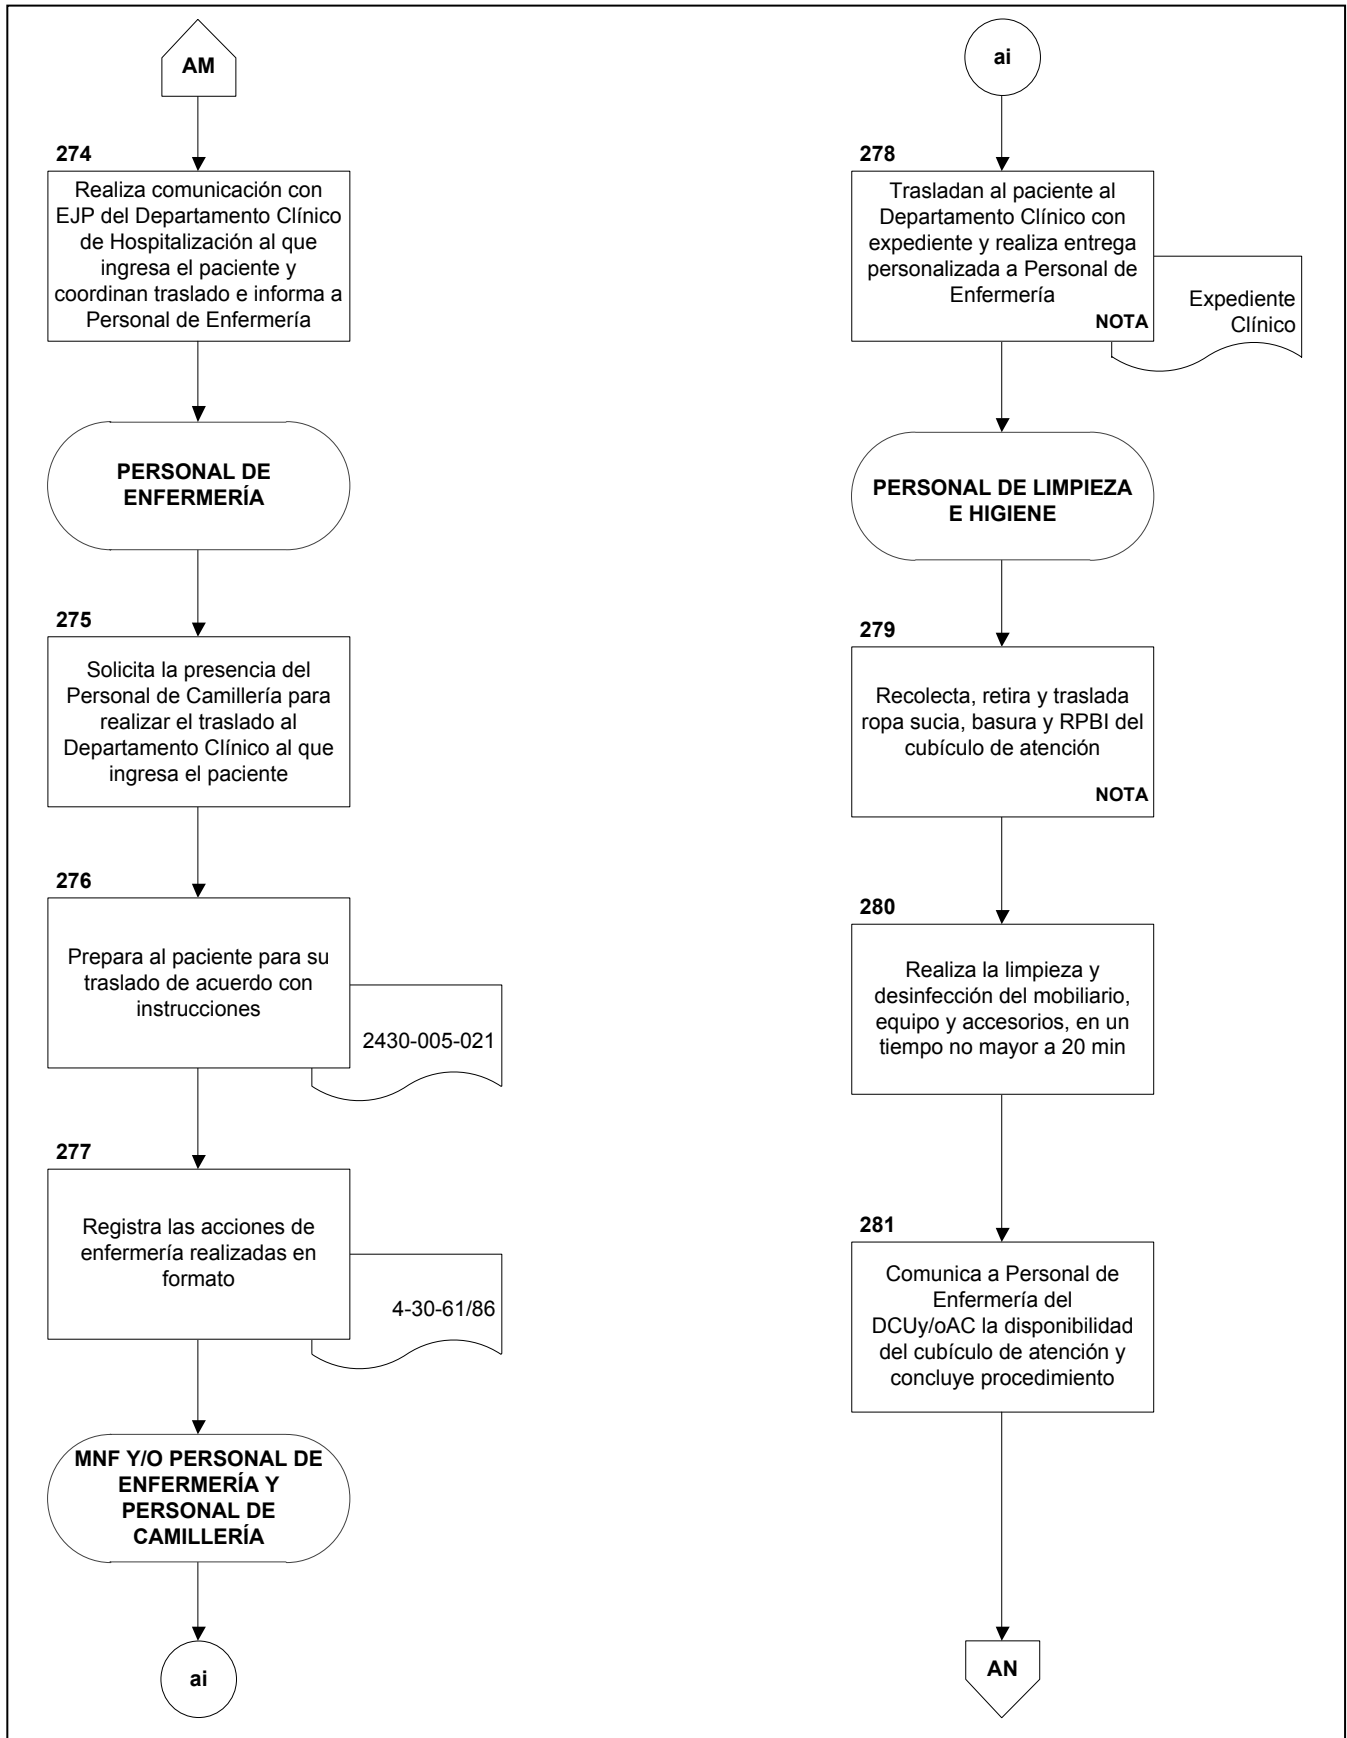 AM
274
Realiza comunicación con
EJP del Departamento Clínico
de Hospitalización al que
ingresa el paciente y
coordinan traslado e informa a
Personal de Enfermería
PERSONAL DE
ENFERMERÍA
275
Solicita la presencia del
Personal de Camillería para
realizar el traslado al
Departamento Clínico al que
ingresa el paciente
276
Prepara al paciente para su
traslado de acuerdo con
instrucciones
2430-005-021
277
Registra las acciones de
enfermería realizadas en
formato
4-30-61/86
MNF Y/O PERSONAL DE
ENFERMERÍA Y
PERSONAL DE
CAMILLERÍA
ai
ai
278
Trasladan al paciente al
Departamento Clínico con
expediente y realiza entrega
personalizada a Personal de
Enfermería
NOTA
Expediente
Clínico
PERSONAL DE LIMPIEZA
E HIGIENE
279
Recolecta, retira y traslada
ropa sucia, basura y RPBI del
cubículo de atención
NOTA
280
Realiza la limpieza y
desinfección del mobiliario,
equipo y accesorios, en un
tiempo no mayor a 20 min
281
Comunica a Personal de
Enfermería del
DCUy/oAC la disponibilidad
del cubículo de atención y
concluye procedimiento
AN